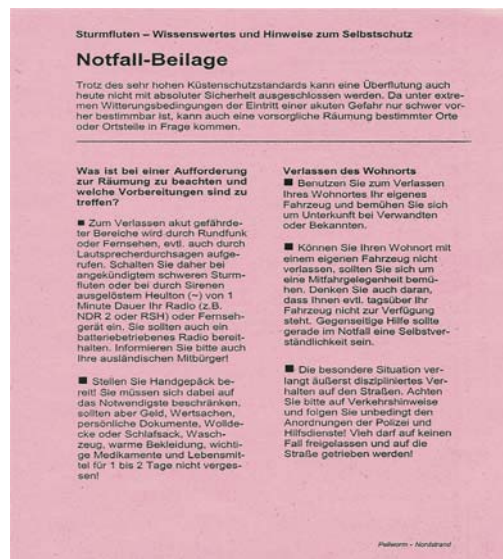 Sturmfluten – Wissenswertes und Hinweise zum Selbstschutz
Notfall-Beilage
Trotz des sehr hohen Küstenschutzstandards kann eine Überflutung auch
heute nicht mit absoluter Sicherheit ausgeschlossen werden. Da unter extre-
men Witterungsbedingungen der Eintritt einer akuten Gefahr nur schwer vor-
her bestimmbar ist, kann auch eine vorsorgliche Räumung bestimmter Orte
oder Ortsteile in Frage kommen.
Was ist bei einer Aufforderung
zur Räumung zu beachten und
welche Vorbereitungen sind zu
treffen?
■ Zum Verlassen akut gefährde-
ter Bereiche wird durch Rundfunk
oder Fernsehen, evtl. auch durch
Lautsprecherdurchsagen aufge-
rufen. Schalten Sie daher bei
angekündigtem schweren Sturm-
fluten oder bei durch Sirenen
ausgelöstem Heulton (~) von 1
Minute Dauer Ihr Radio (z.B.
NDR 2 oder RSH) oder Fernseh-
gerät ein. Sie sollten auch ein
batteriebetriebenes Radio bereit-
halten. Informieren Sie bitte auch
Ihre ausländischen Mitbürger!
■ Stellen Sie Handgepäck be-
reit! Sie müssen sich dabei auf
das Notwendigste beschränken,
sollten aber Geld, Wertsachen,
persönliche Dokumente, Wollde-
cke oder Schlafsack, Wasch-
zeug, warme Bekleidung, wichti-
ge Medikamente und Lebensmit-
tel für 1 bis 2 Tage nicht verges-
sen!
Verlassen des Wohnorts
■ Benutzen Sie zum Verlassen
Ihres Wohnortes Ihr eigenes
Fahrzeug und bemühen Sie sich
um Unterkunft bei Verwandten
oder Bekannten.
■ Können Sie Ihren Wohnort mit
einem eigenen Fahrzeug nicht
verlassen, sollten Sie sich um
eine Mitfahrgelegenheit bemü-
hen. Denken Sie auch daran,
dass Ihnen evtl. tagsüber Ihr
Fahrzeug nicht zur Verfügung
steht. Gegenseitige Hilfe sollte
gerade im Notfall eine Selbstver-
ständlichkeit sein.
■ Die besondere Situation ver-
langt äußerst diszipliniertes Ver-
halten auf den Straßen. Achten
Sie bitte auf Verkehrshinweise
und folgen Sie unbedingt den
Anordnungen der Polizei und
Hilfsdienste! Vieh darf auf keinen
Fall freigelassen und auf die
Straße getrieben werden!
Pellworm – Nordstrand